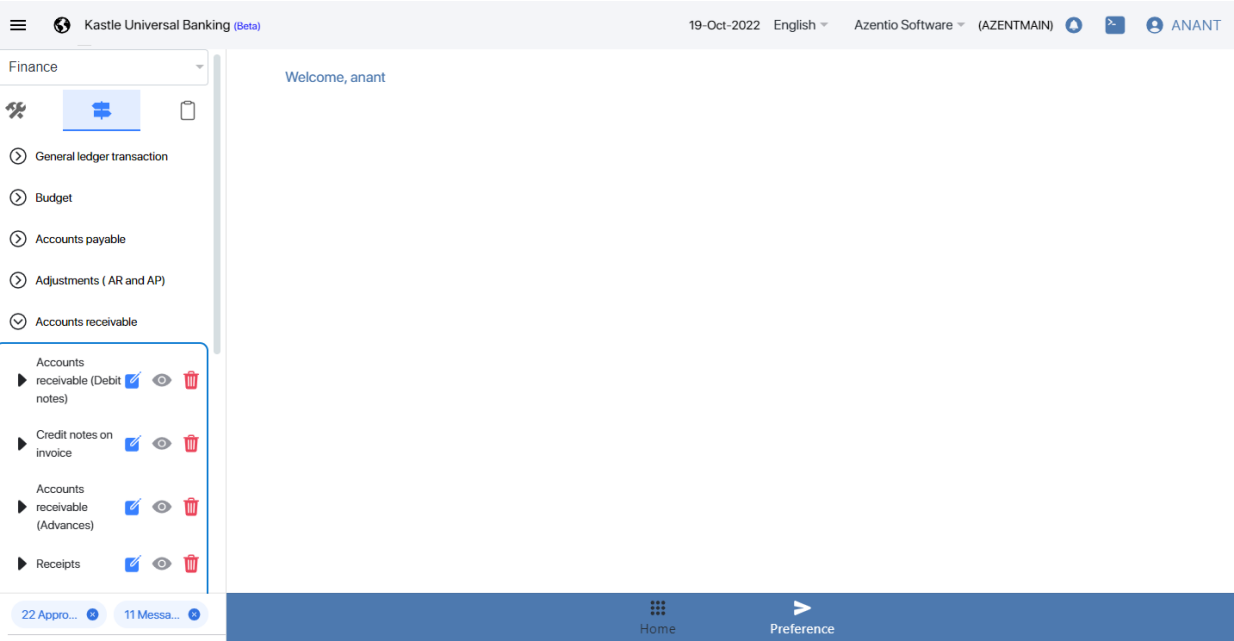 Kastle Universal Banking (Beta)
19-Oct-2022 English Azentio Software (AZENTMAIN) ANANT
Finance
Welcome, anant
General ledger transaction
Budget
Accounts payable
Adjustments ( AR and AP)
Accounts receivable
Accounts
receivable (Debit
notes)
Credit notes on
invoice
Accounts
receivable
(Advances)
Receipts
22 Appro... 11 Messa...
Home Preference